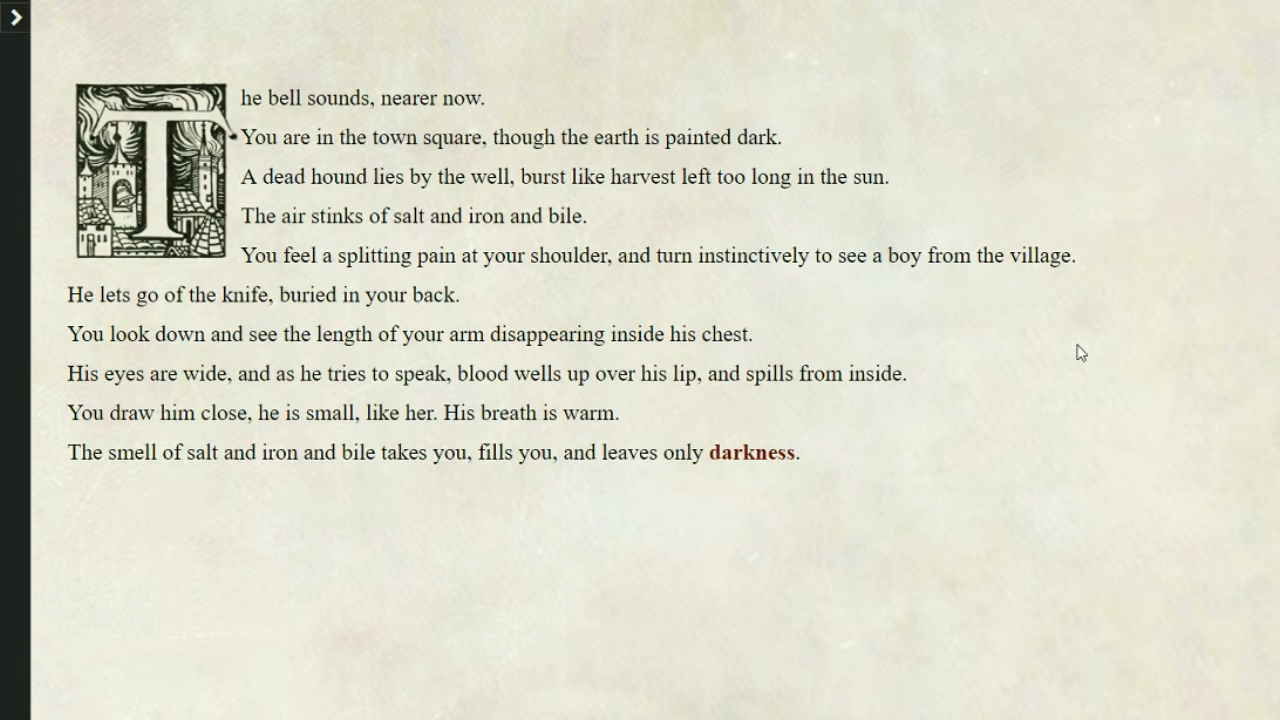 The bell sounds, nearer now.
You are in the town square, though the earth is painted dark.
A dead hound lies by the well, burst like harvest left too long in the sun.
The air stinks of salt and iron and bile.
You feel a splitting pain at your shoulder, and turn instinctively to see a boy from the village.
He lets go of the knife, buried in your back.
You look down and see the length of your arm disappearing inside his chest.
His eyes are wide, and as he tries to speak, blood wells up over his lip, and spills from inside.
You draw him close, he is small, like her. His breath is warm.
The smell of salt and iron and bile takes you, fills you, and leaves only darkness.